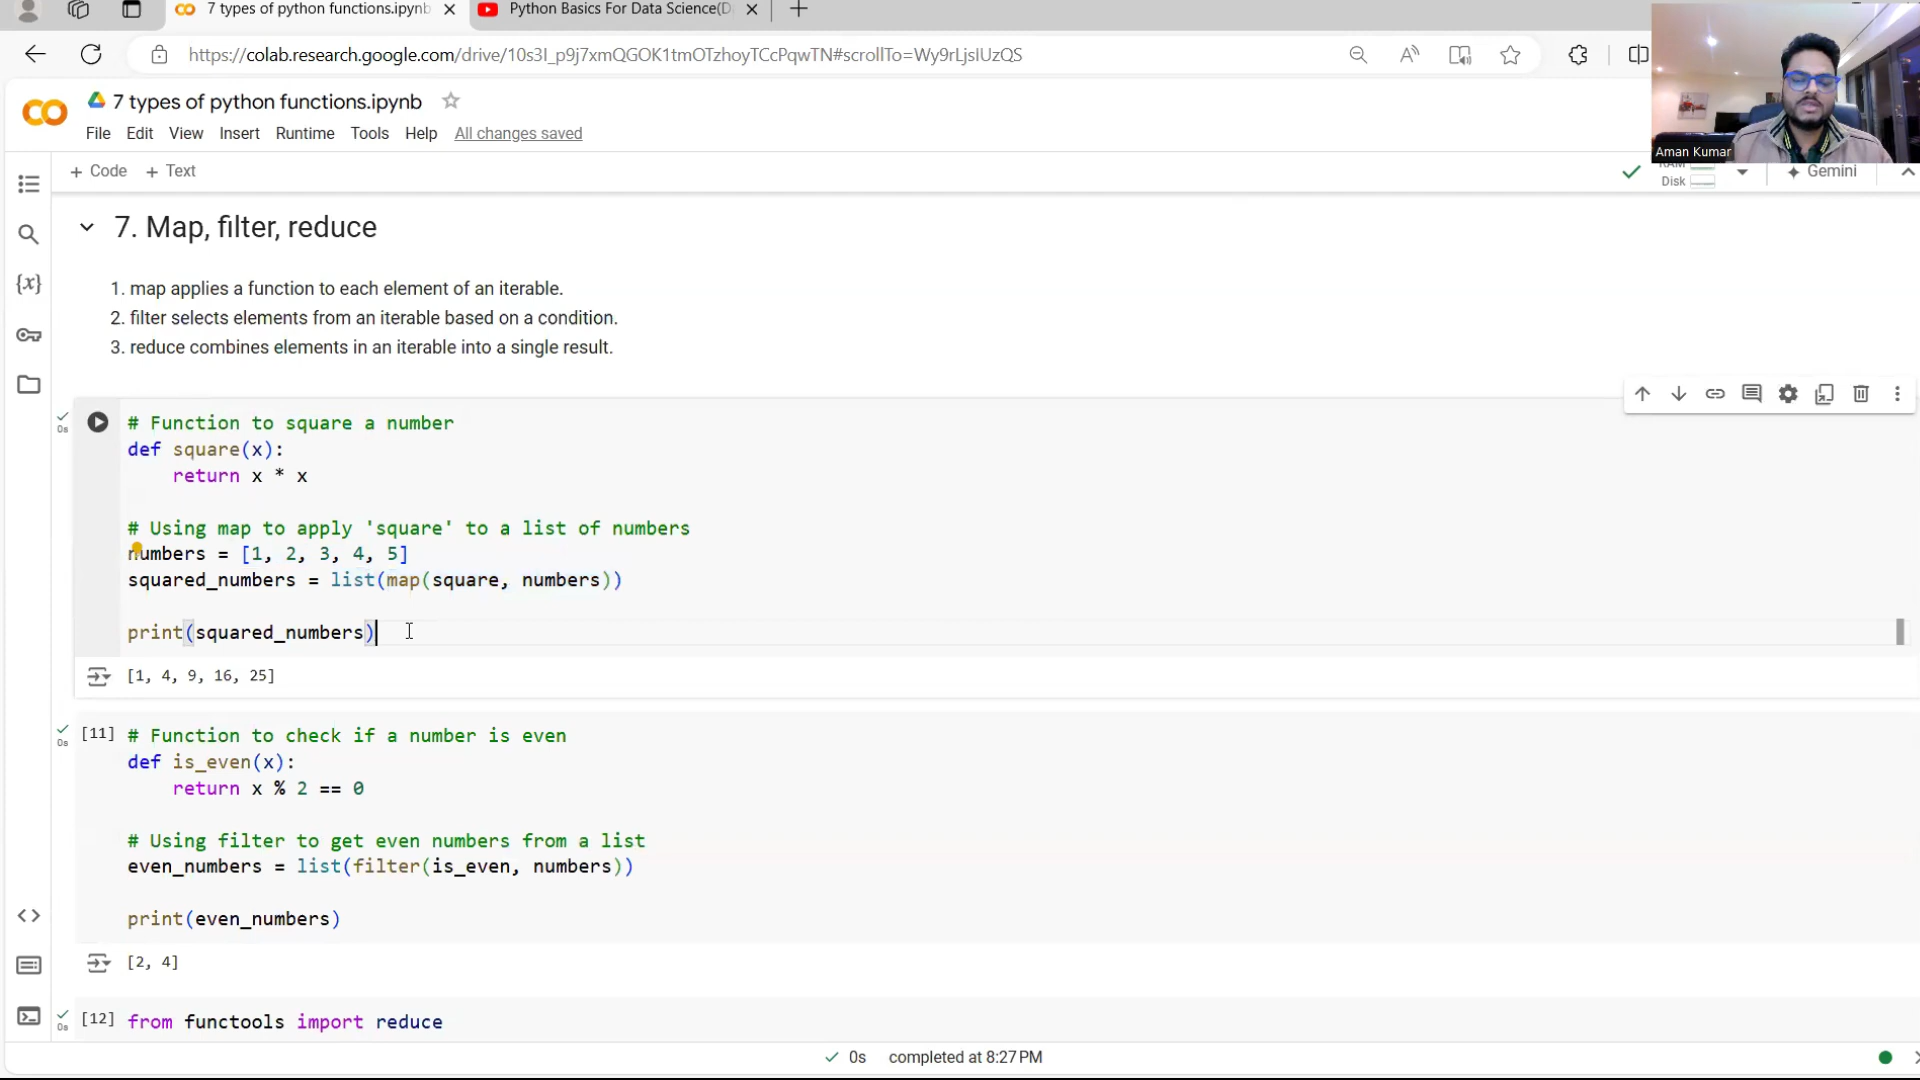 7 types of python functions.ipynb
Python Basics For Data Science(D
https://colab.research.google.com/drive/10s3I_p9j7xmQGOK1tmOTzhoyTCcPqwTN#scrollTo=Wy9rLjsIUzQS
7 types of python functions.ipynb
File Edit View Insert Runtime Tools Help All changes saved
Aman Kumar
+ Code + Text
RAM
Disk
Gemini
7. Map, filter, reduce
1. map applies a function to each element of an iterable.
2. filter selects elements from an iterable based on a condition.
3. reduce combines elements in an iterable into a single result.
0s
# Function to square a number
def square(x):
    return x * x
# Using map to apply 'square' to a list of numbers
numbers = [1, 2, 3, 4, 5]
squared_numbers = list(map(square, numbers))
print(squared_numbers)
[1, 4, 9, 16, 25]
0s
[11] # Function to check if a number is even
def is_even(x):
    return x % 2 == 0
# Using filter to get even numbers from a list
even_numbers = list(filter(is_even, numbers))
print(even_numbers)
[2, 4]
0s
[12] from functools import reduce
0s completed at 8:27 PM